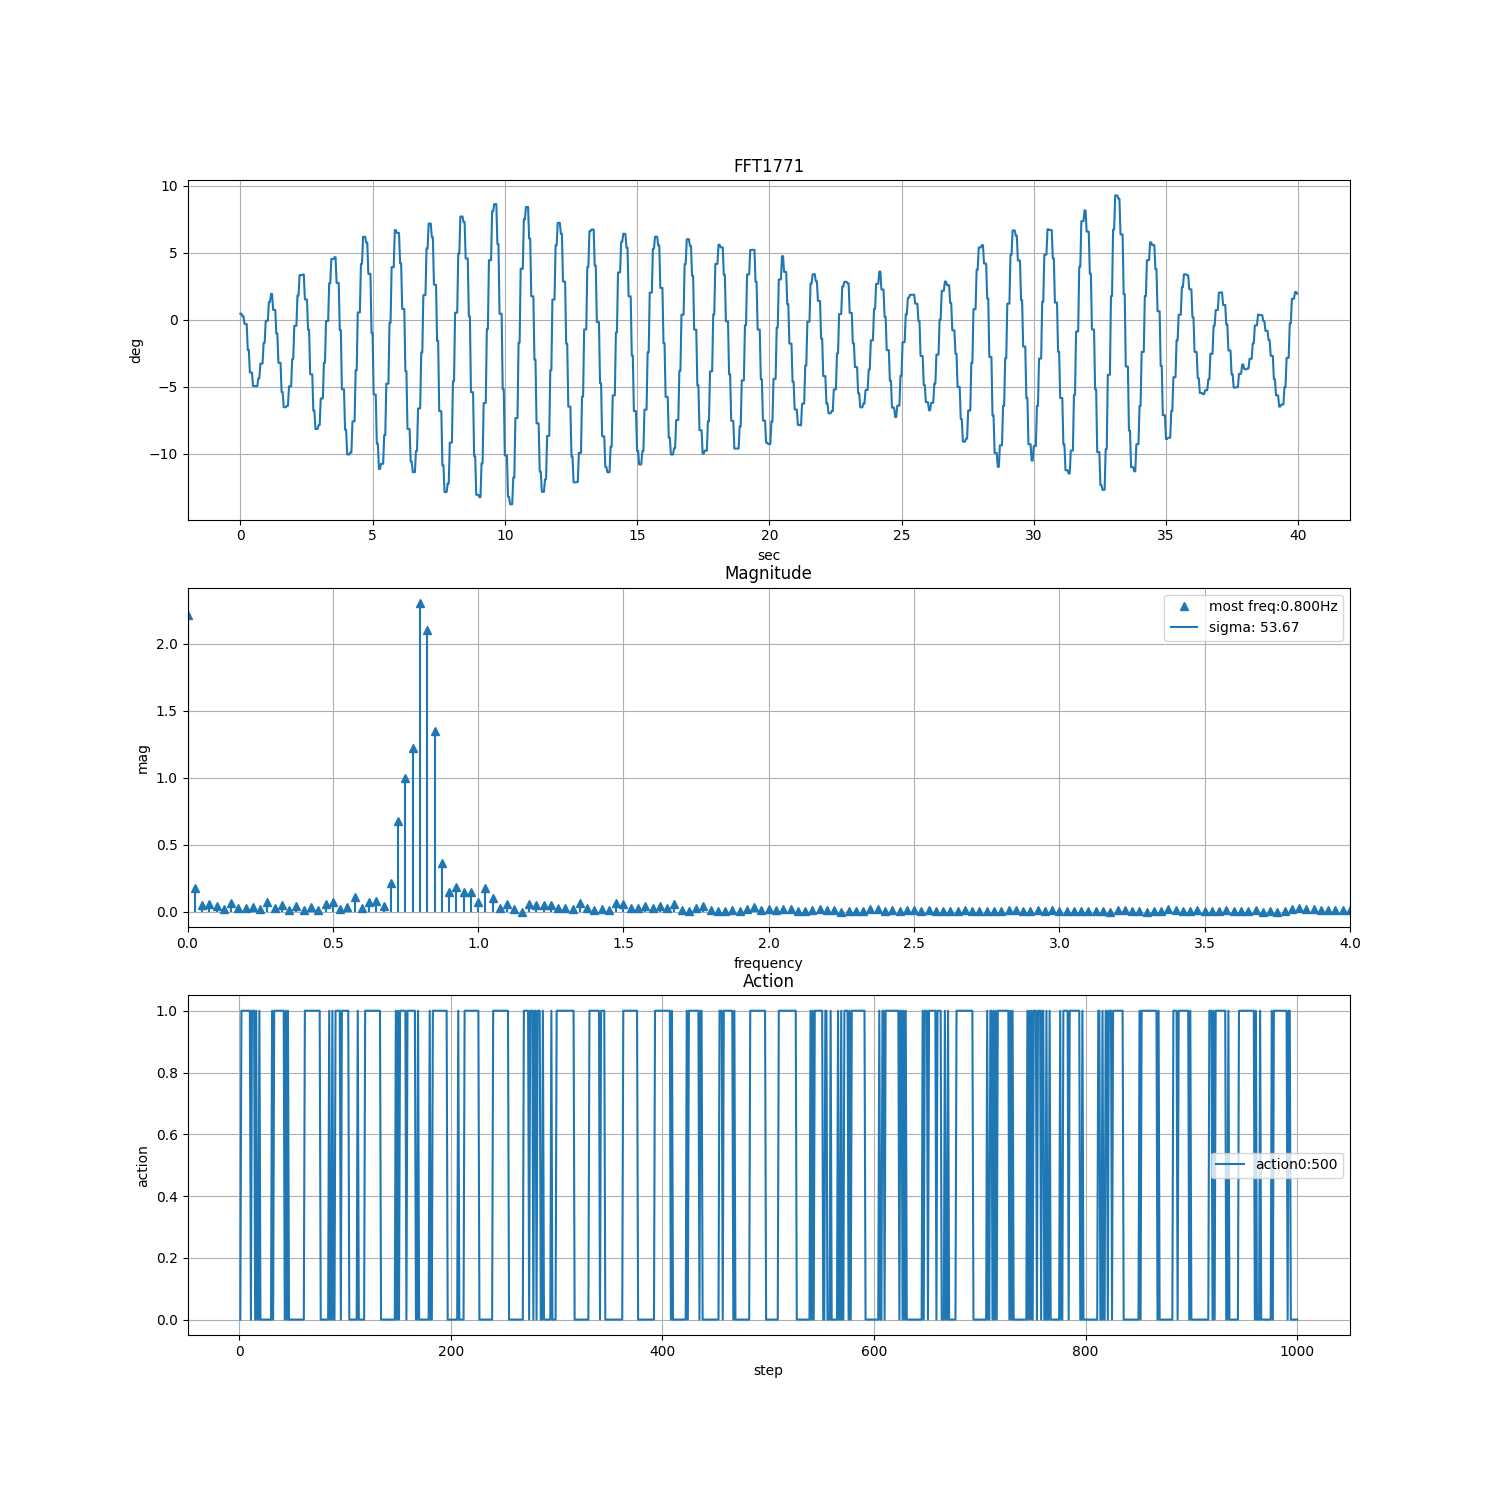 FFT1771
10
5
0
−5
−10
deg
0 5 10 15 20 25 30 35 40
sec
Magnitude
most freq:0.800Hz
sigma: 53.67
2.0
1.5
1.0
0.5
0.0
mag
0.0 0.5 1.0 1.5 2.0 2.5 3.0 3.5 4.0
frequency
Action
1.0
0.8
0.6
0.4
0.2
0.0
action
action0:500
0 200 400 600 800 1000
step